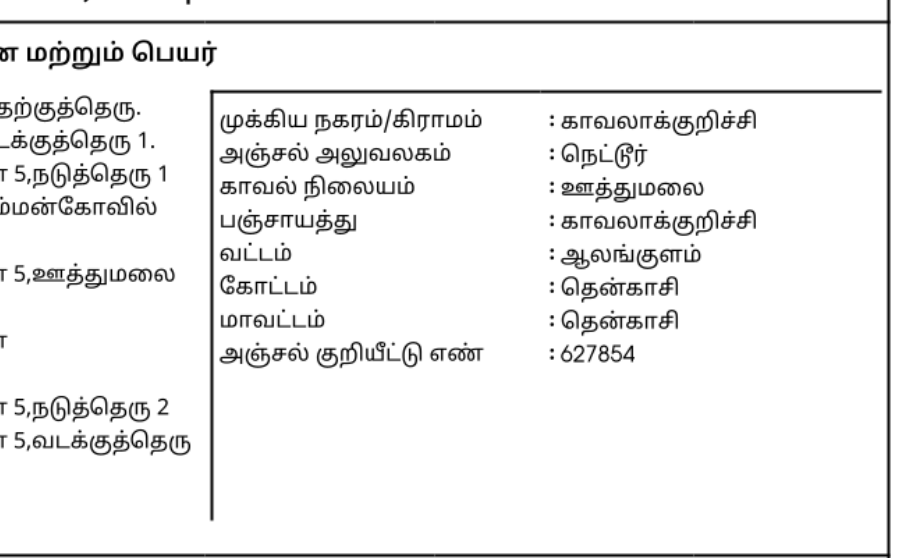 மற்றும் பெயர்
தெற்குத்தெரு.
டக்குத்தெரு 1.
5,நடுத்தெரு 1
ம்மன்கோவில்
5,ஊத்துமலை
5,நடுத்தெரு 2
5,வடக்குத்தெரு
முக்கிய நகரம்/கிராமம் : காவலாக்குறிச்சி
அஞ்சல் அலுவலகம் : நெட்டூர்
காவல் நிலையம் : ஊத்துமலை
பஞ்சாயத்து : காவலாக்குறிச்சி
வட்டம் : ஆலங்குளம்
கோட்டம் : தென்காசி
மாவட்டம் : தென்காசி
அஞ்சல் குறியீட்டு எண் : 627854